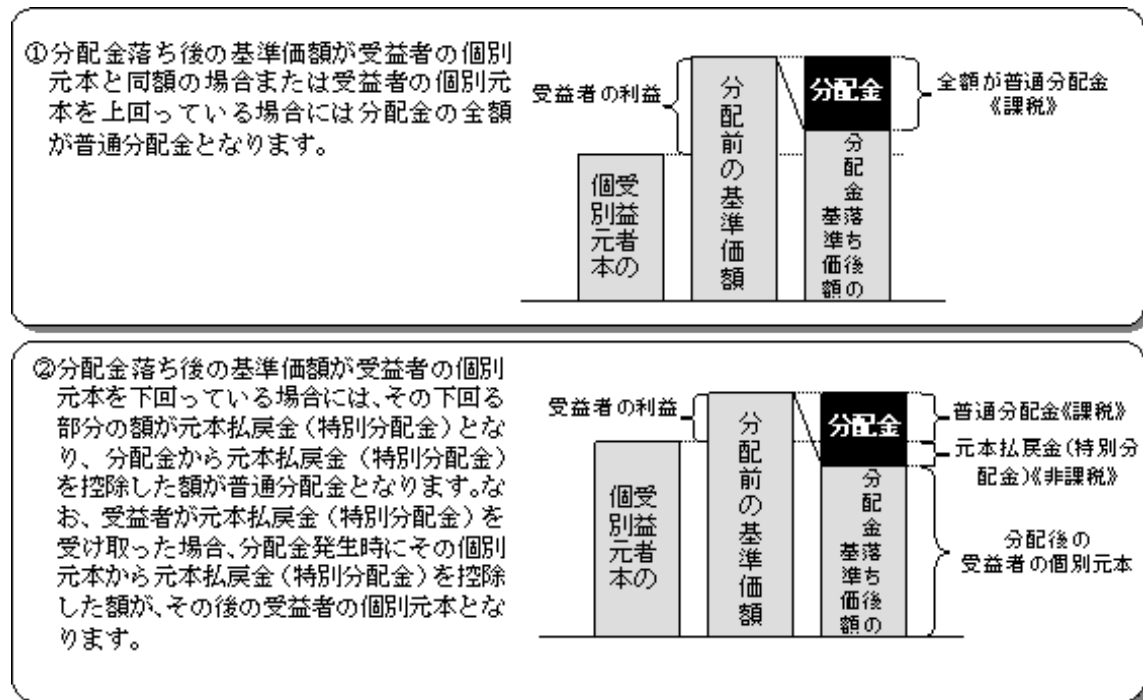 ①分配金落ち後の基準価額が受益者の個別
元本と同額の場合または受益者の個別元
本を上回っている場合には分配金の全額
が普通分配金となります。
受益者の利益
受益者の
個別元本
分配前の基準価額
分配金
分配金落ち後の
基準価額
全額が普通分配金
《課税》
②分配金落ち後の基準価額が受益者の個別
元本を下回っている場合には、その下回る
部分の額が元本払戻金（特別分配金）とな
り、分配金から元本払戻金（特別分配金）
を控除した額が普通分配金となります。な
お、受益者が元本払戻金（特別分配金）を
受け取った場合、分配金発生時にその個別
元本から元本払戻金（特別分配金）を控除
した額が、その後の受益者の個別元本とな
ります。
受益者の利益
受益者の
個別元本
分配前の基準価額
分配金
分配金落ち後の
基準価額
普通分配金《課税》
元本払戻金(特別分
配金)《非課税》
分配後の
受益者の個別元本